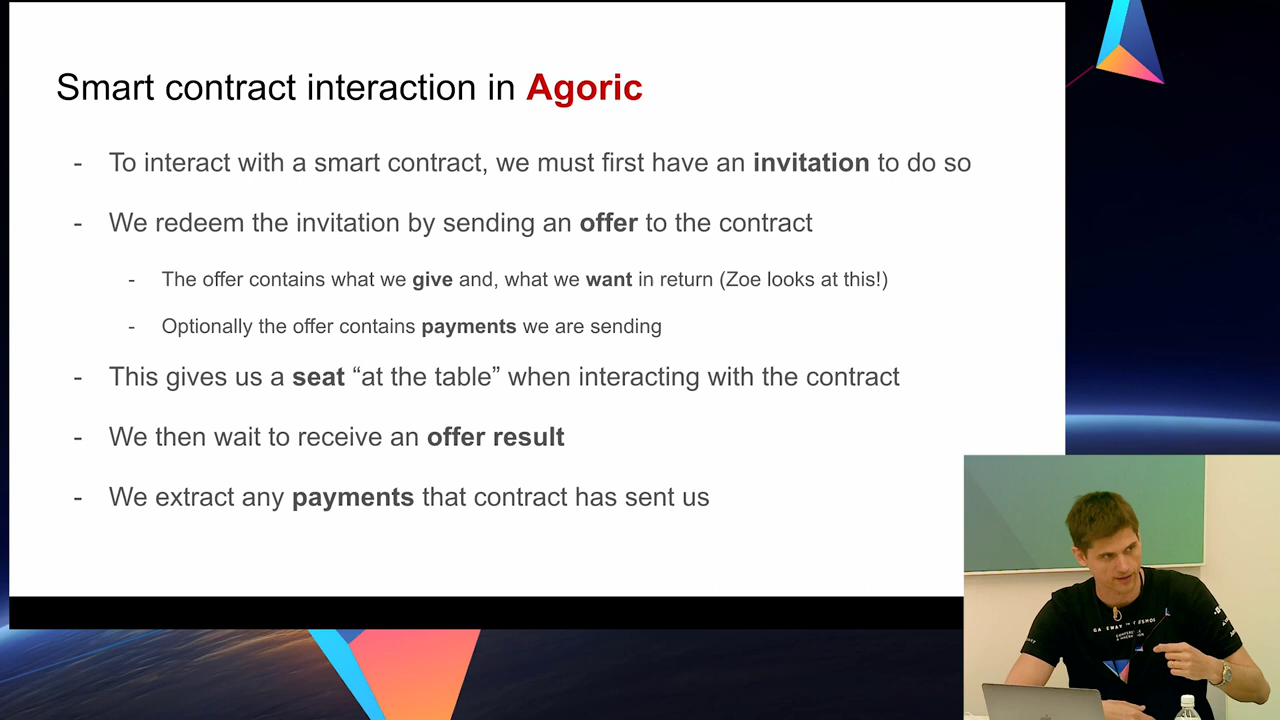 Smart contract interaction in Agoric
- To interact with a smart contract, we must first have an invitation to do so
- We redeem the invitation by sending an offer to the contract
- The offer contains what we give and, what we want in return (Zoe looks at this!)
- Optionally the offer contains payments we are sending
- This gives us a seat “at the table” when interacting with the contract
- We then wait to receive an offer result
- We extract any payments that contract has sent us